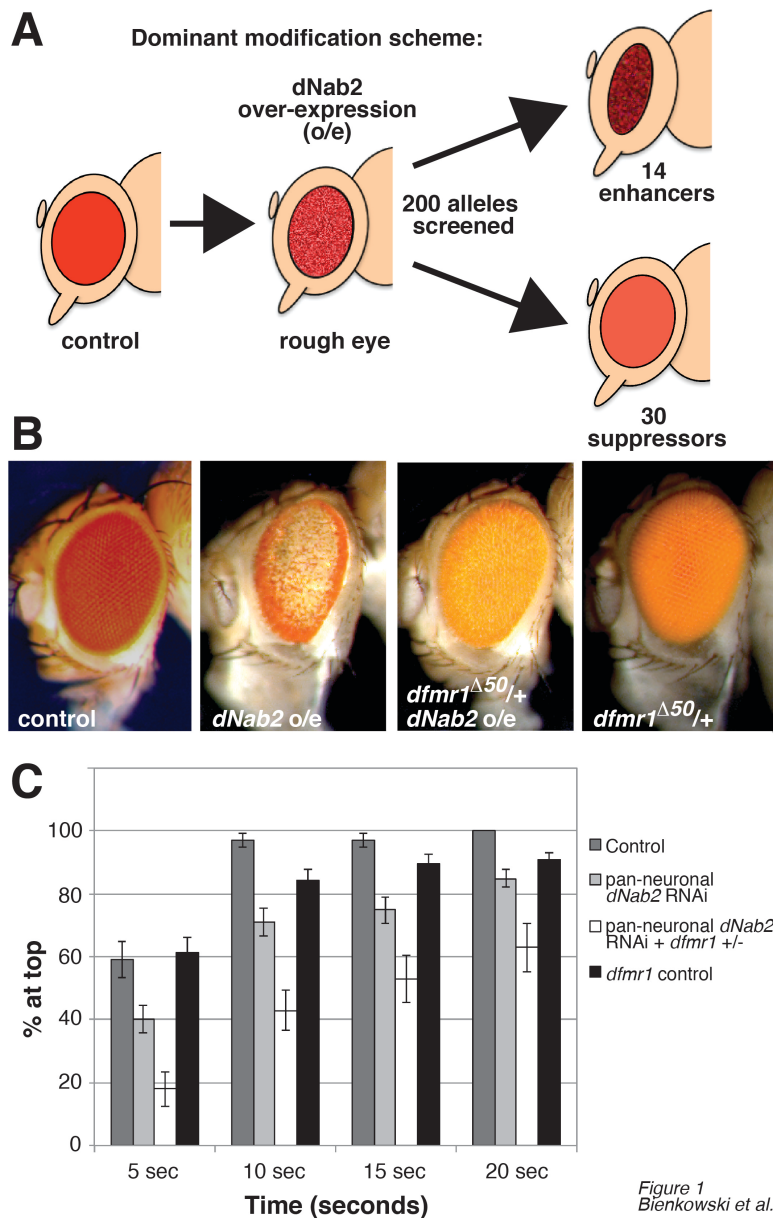 A
Dominant modification scheme:
dNab2
over-expression
(o/e)
200 alleles
screened
14
enhancers
control
rough eye
30
suppressors
B
control
dNab2 o/e
dfmr1Δ50/+
dNab2 o/e
dfmr1Δ50/+
C
100
80
60
40
20
0
% at top
5 sec
10 sec
15 sec
20 sec
Time (seconds)
Control
pan-neuronal
dNab2 RNAi
pan-neuronal dNab2
RNAi + dfmr1 +/-
dfmr1 control
Figure 1
Bienkowski et al.